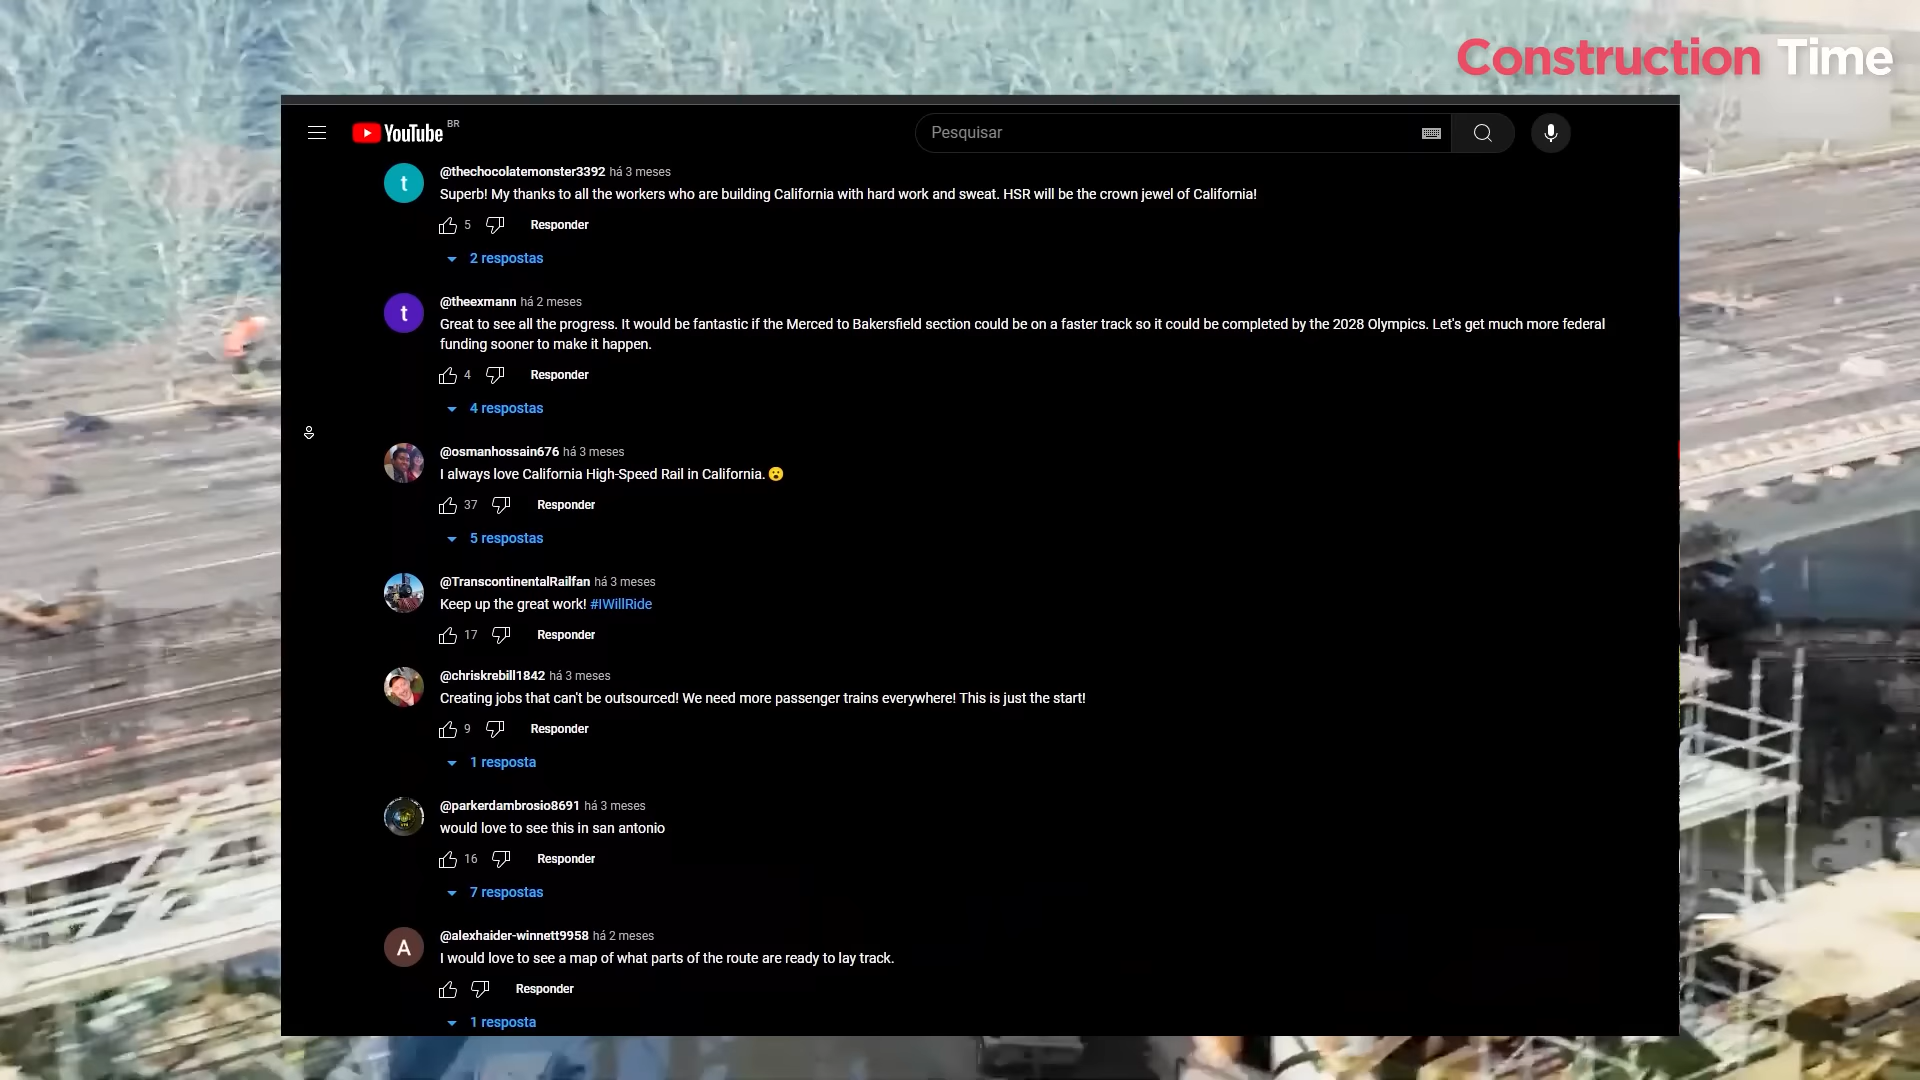 Construction Time
YouTube BR
Pesquisar
@thechocolatemonster3392 há 3 meses
Superb! My thanks to all the workers who are building California with hard work and sweat. HSR will be the crown jewel of California!
5 Responder
2 respostas
@theexmann há 2 meses
Great to see all the progress. It would be fantastic if the Merced to Bakersfield section could be on a faster track so it could be completed by the 2028 Olympics. Let's get much more federal
funding sooner to make it happen.
4 Responder
4 respostas
@osmanhossain676 há 3 meses
I always love California High-Speed Rail in California. 😮
37 Responder
5 respostas
@TranscontinentalRailfan há 3 meses
Keep up the great work! #IWillRide
17 Responder
@chriskrebill1842 há 3 meses
Creating jobs that can't be outsourced! We need more passenger trains everywhere! This is just the start!
9 Responder
1 resposta
@parkerdambrosio8691 há 3 meses
would love to see this in san antonio
16 Responder
7 respostas
@alexhaider-winnett9958 há 2 meses
I would love to see a map of what parts of the route are ready to lay track.
Responder
1 resposta